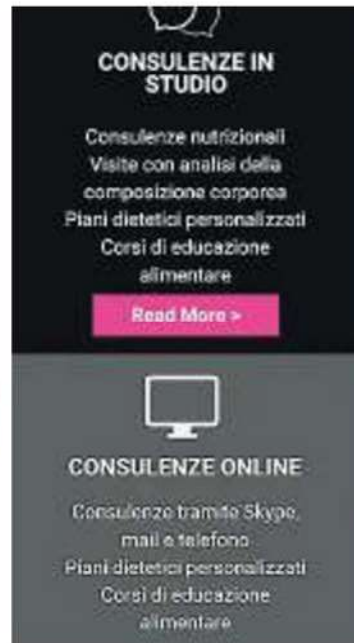 CONSULENZE IN
STUDIO
Consulenze nutrizionali
Visite con analisi della
composizione corporea
Piani dietetici personalizzati
Corsi di educazione
alimentare
Read More >
CONSULENZE ONLINE
Consulenze tramite Skype,
mail e telefono
Piani dietetici personalizzati
Corsi di educazione
alimentare